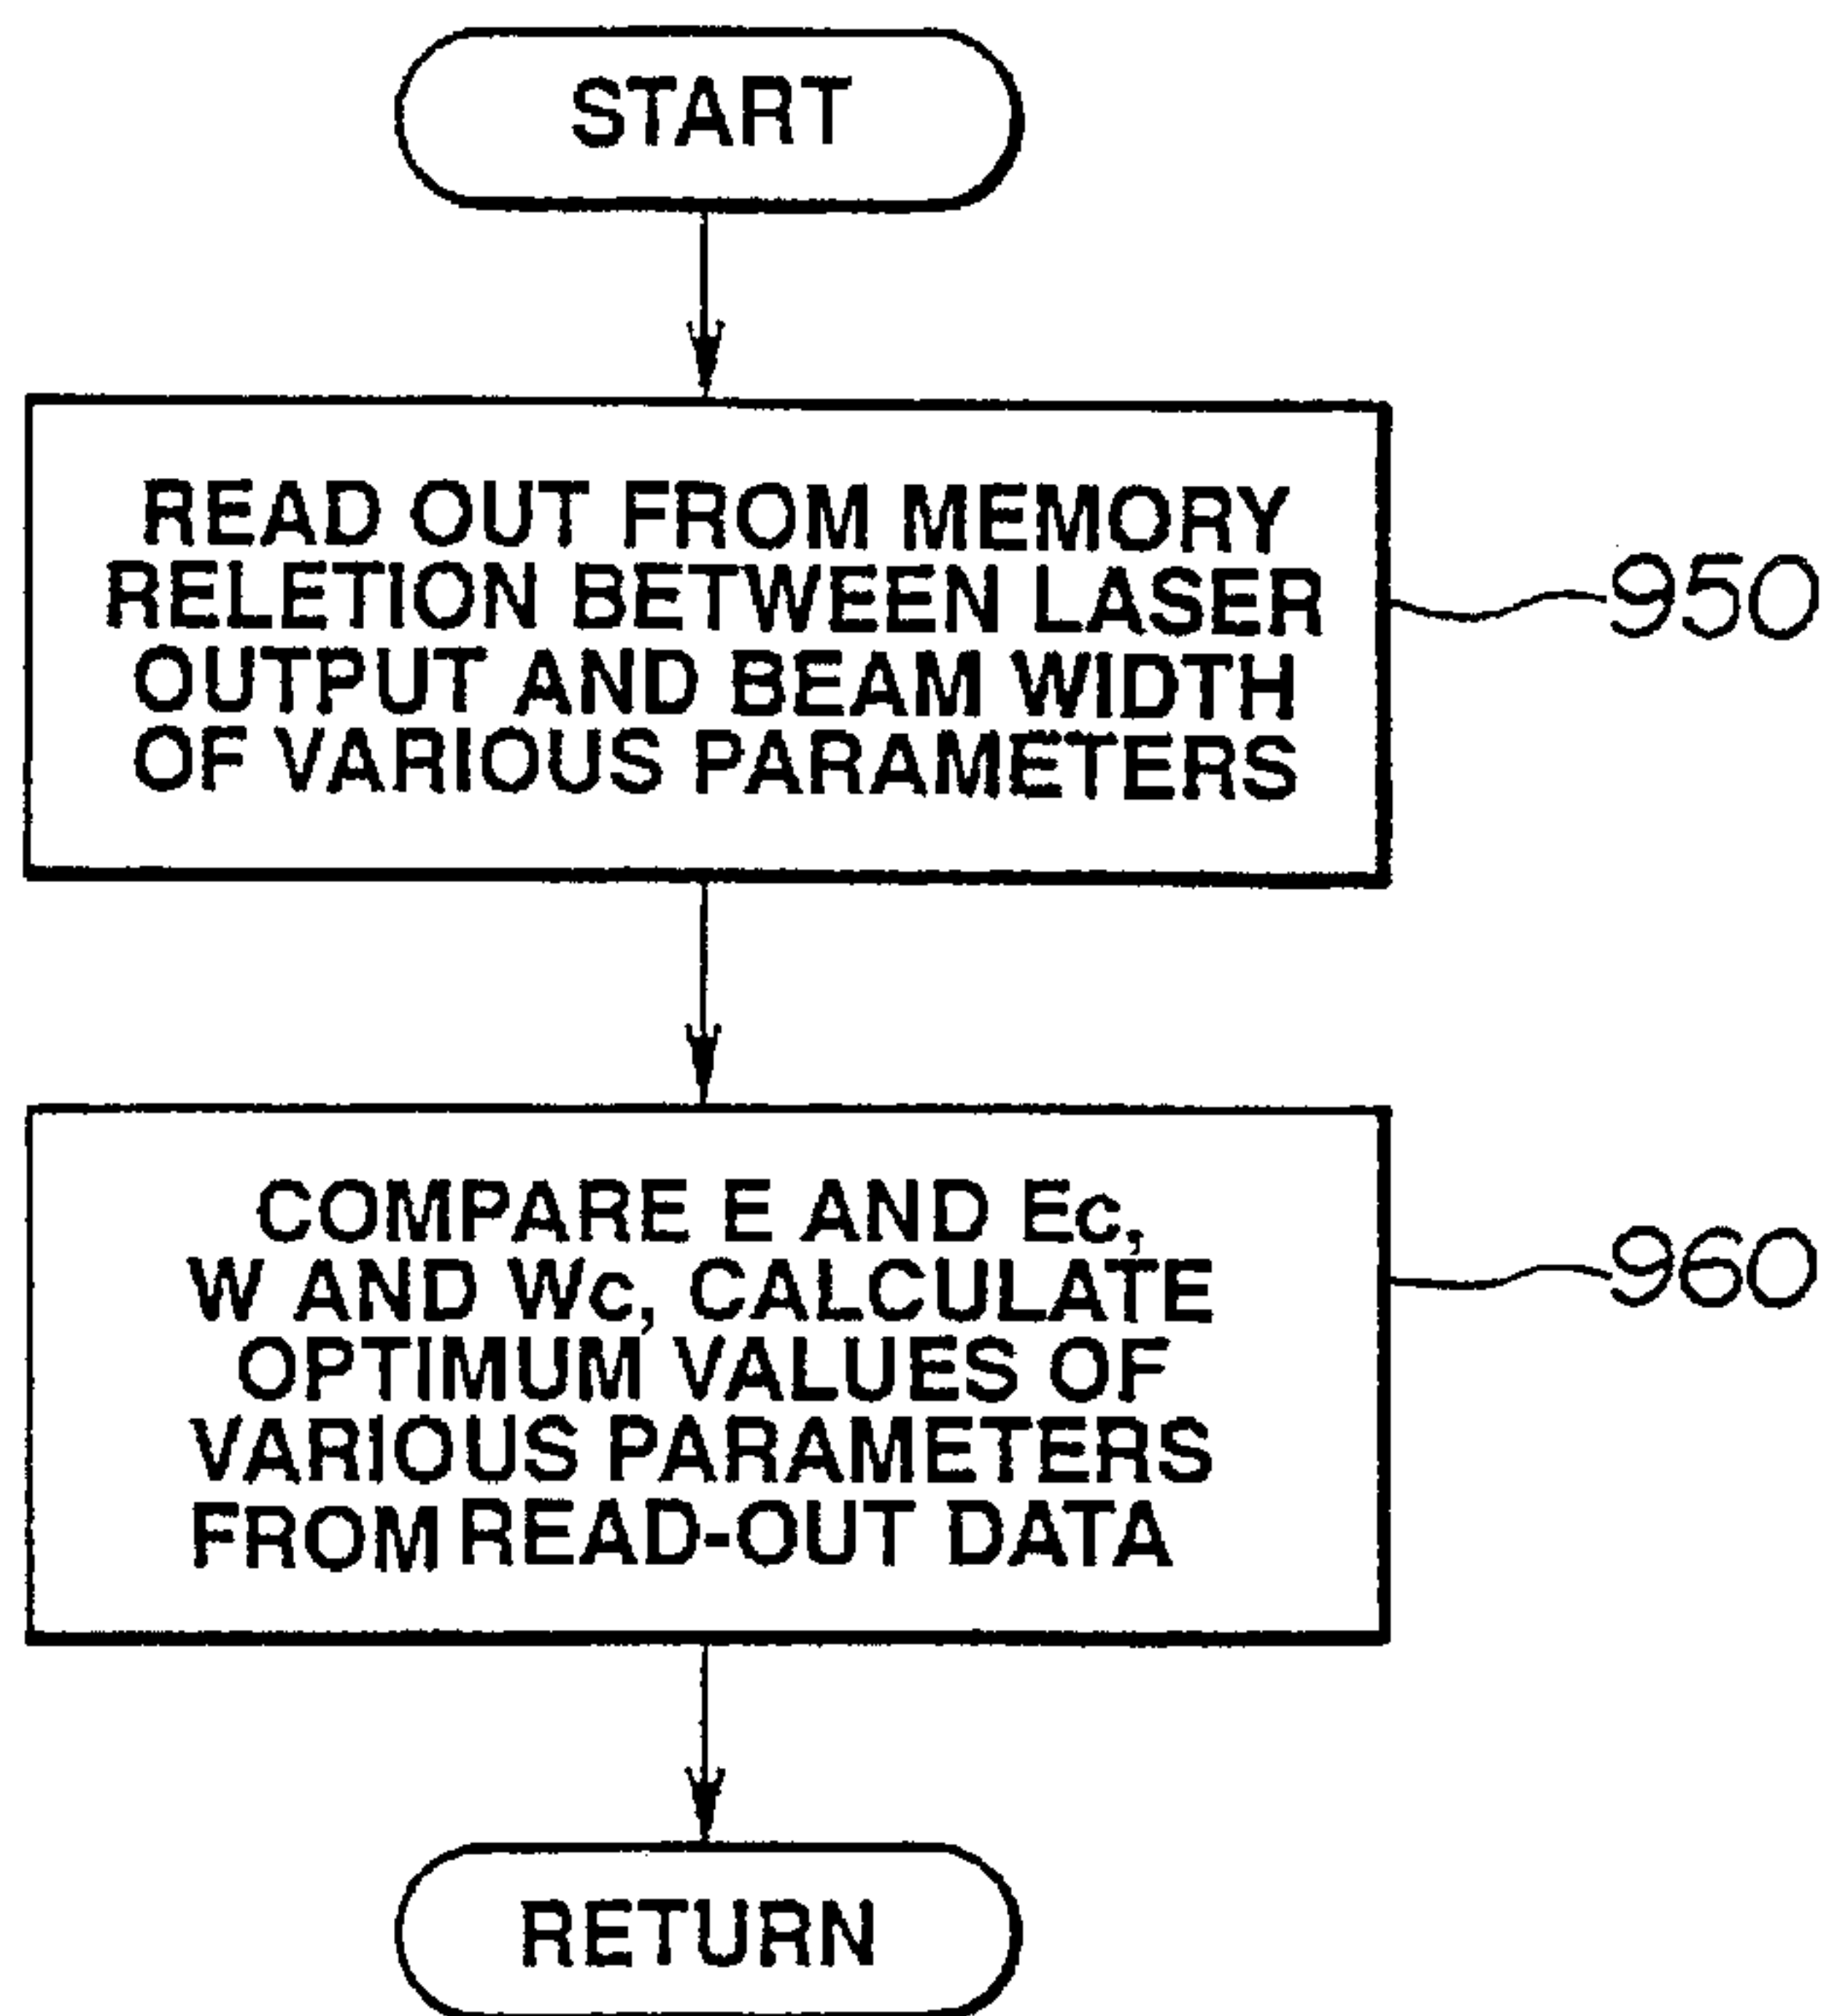 START
READ OUT FROM MEMORY
RELETION BETWEEN LASER
OUTPUT AND BEAM WIDTH
OF VARIOUS PARAMETERS
950
COMPARE E AND Ec,
W AND Wc, CALCULATE
OPTIMUM VALUES OF
VARIOUS PARAMETERS
FROM READ-OUT DATA
960
RETURN